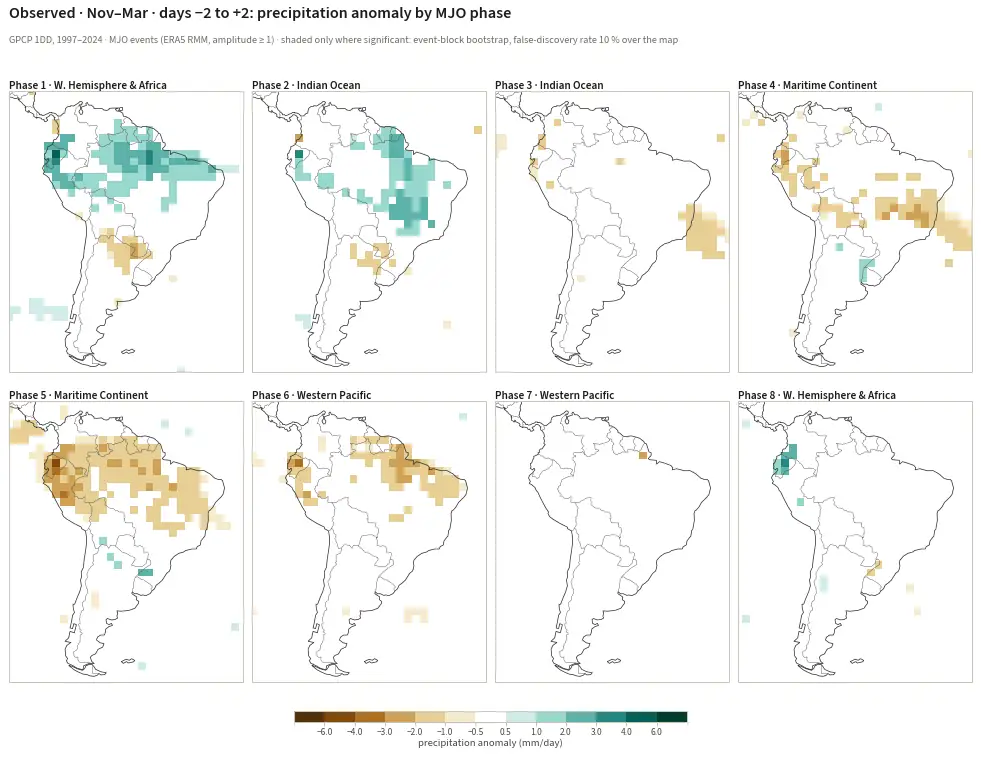 Observed · Nov–Mar · days −2 to +2: precipitation anomaly by MJO phase
GPCP 1DD, 1997–2024 · MJO events (ERA5 RMM, amplitude ≥ 1) · shaded only where significant: event-block bootstrap, false-discovery rate 10 % over the map
Phase 1 · W. Hemisphere & Africa
Phase 2 · Indian Ocean
Phase 3 · Indian Ocean
Phase 4 · Maritime Continent
Phase 5 · Maritime Continent
Phase 6 · Western Pacific
Phase 7 · Western Pacific
Phase 8 · W. Hemisphere & Africa
−6.0 −4.0 −3.0 −2.0 −1.0 −0.5 0.5 1.0 2.0 3.0 4.0 6.0
precipitation anomaly (mm/day)